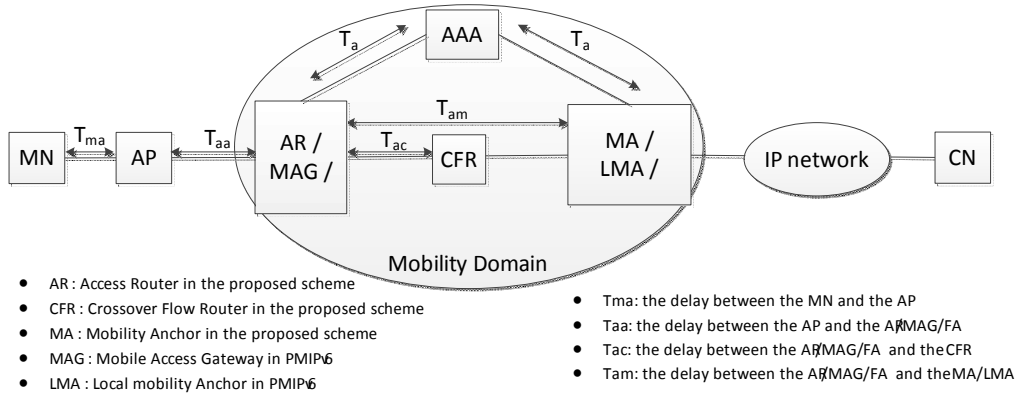 AAA
Ta
Ta
Tam
Tma
Taa
Tac
MN
AP
AR /
MAG /
CFR
MA /
LMA /
IP network
CN
Mobility Domain
• AR : Access Router in the proposed scheme
• CFR : Crossover Flow Router in the proposed scheme
• MA : Mobility Anchor in the proposed scheme
• MAG : Mobile Access Gateway in PMIPv6
• LMA : Local mobility Anchor in PMIPv6
• Tma: the delay between the MN and the AP
• Taa: the delay between the AP and the AR/MAG/FA
• Tac: the delay between the AR/MAG/FA and the CFR
• Tam: the delay between the AR/MAG/FA and the MA/LMA